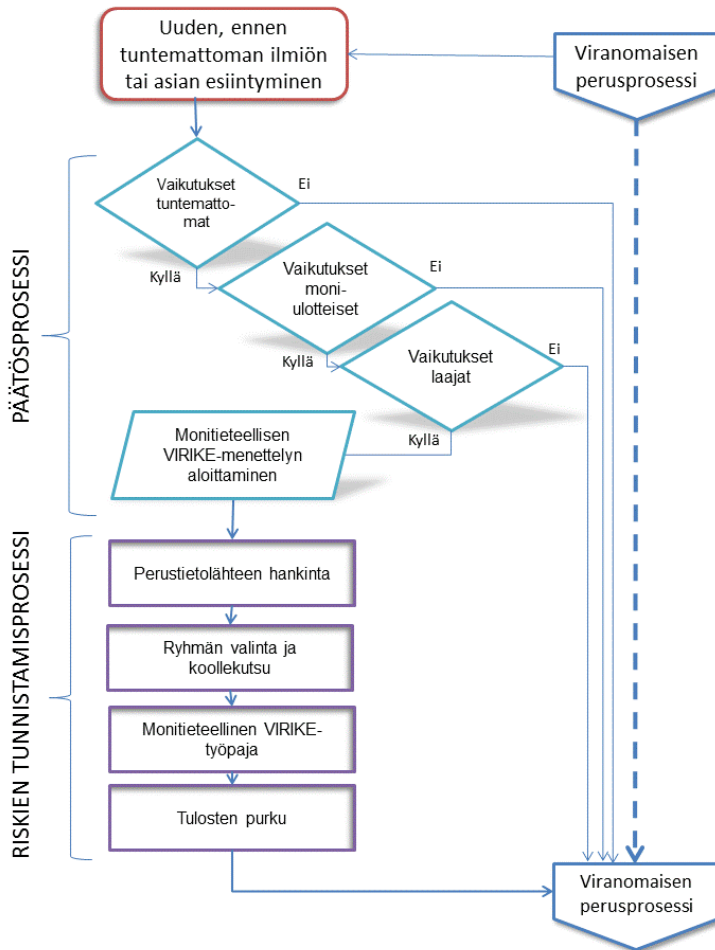 Uuden, ennen
tuntemattoman ilmiön
tai asian esiintyminen
Viranomaisen
perusprosessi
PÄÄTÖSPROSESSI
Vaikutukset
tuntematto-
mat
Ei
Kyllä
Vaikutukset
moni-
ulotteiset
Ei
Kyllä
Vaikutukset
laajat
Ei
Kyllä
Monitieteellisen
VIRIKE-menettelyn
aloittaminen
RISKIEN TUNNISTAMISPROSESSI
Perustietolähteen hankinta
Ryhmän valinta ja
koollekutsu
Monitieteellinen VIRIKE-
työpaja
Tulosten purku
Viranomaisen
perusprosessi